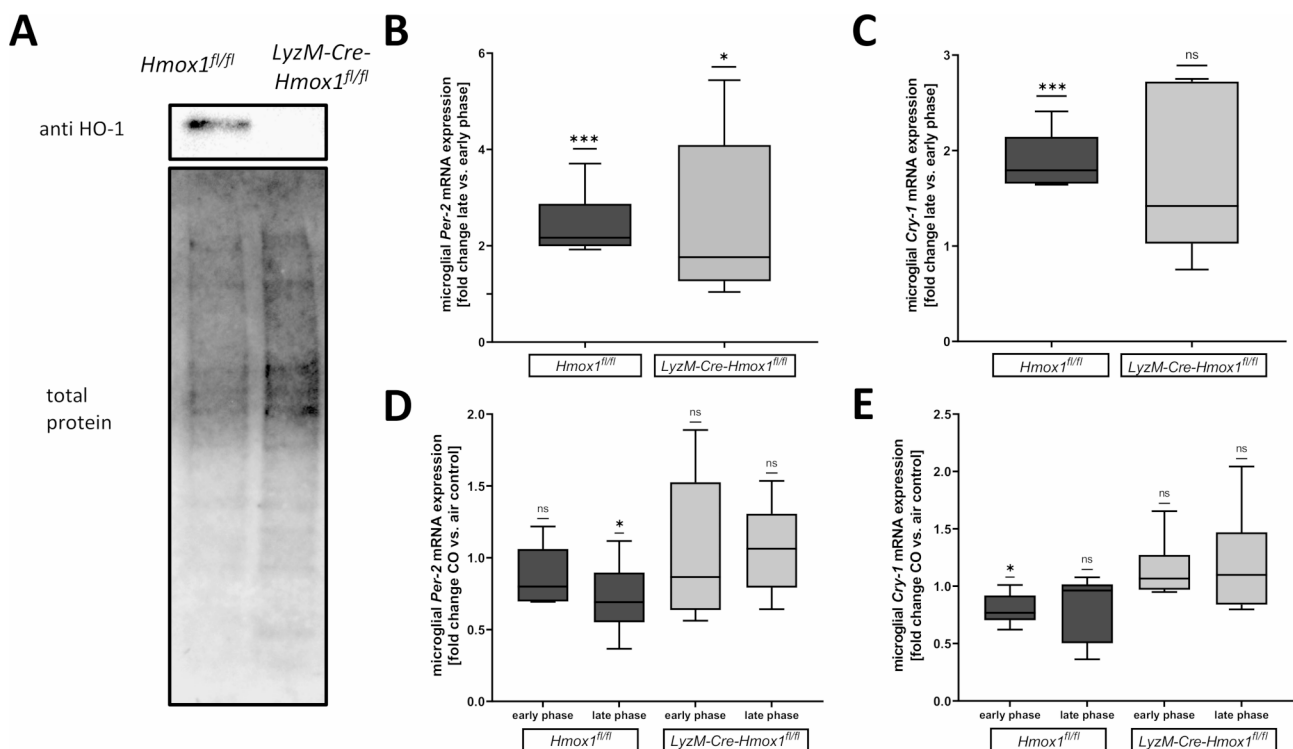 A
Hmox1fl/fl
LyzM-Cre-
Hmox1fl/fl
anti HO-1
total
protein
B
microglial Per-2 mRNA expression
[fold change late vs. early phase]
6
4
2
0
***
*
Hmox1fl/fl
LyzM-Cre-Hmox1fl/fl
C
microglial Cry-1 mRNA expression
[fold change late vs. early phase]
3
2
1
0
***
ns
Hmox1fl/fl
LyzM-Cre-Hmox1fl/fl
D
microglial Per-2 mRNA expression
[fold change CO vs. air control]
2.0
1.5
1.0
0.5
0.0
ns
*
ns
ns
early phase
late phase
early phase
late phase
Hmox1fl/fl
LyzM-Cre-Hmox1fl/fl
E
microglial Cry-1 mRNA expression
[fold change CO vs. air control]
2.5
2.0
1.5
1.0
0.5
0.0
*
ns
ns
ns
early phase
late phase
early phase
late phase
Hmox1fl/fl
LyzM-Cre-Hmox1fl/fl